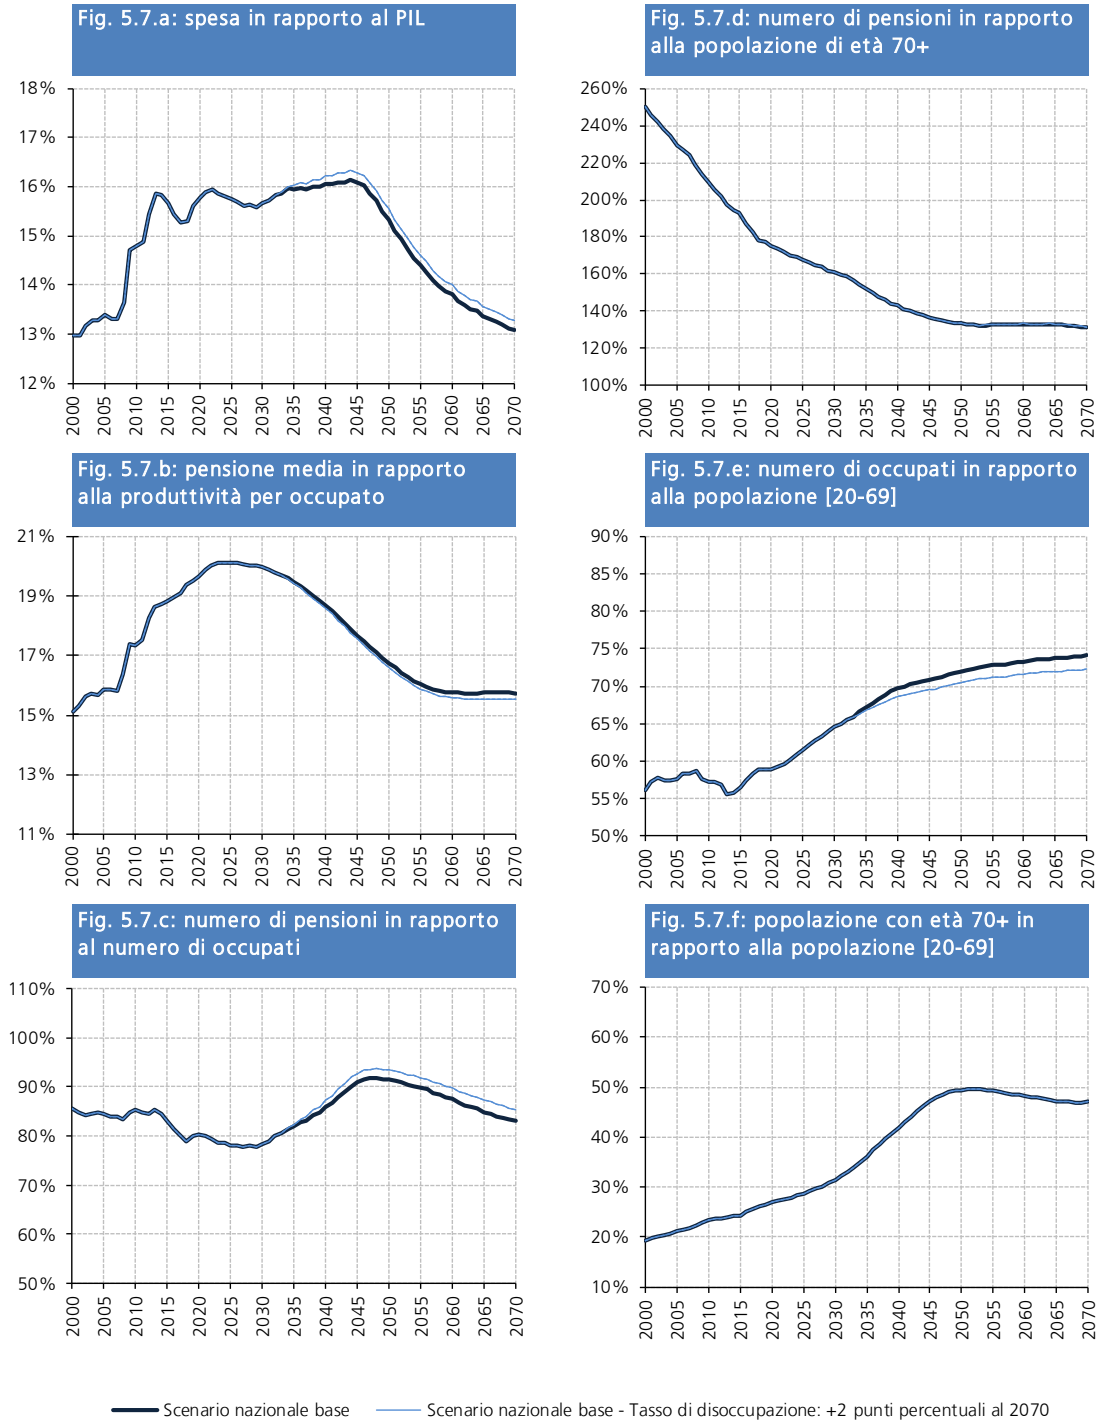 Fig. 5.7.a: spesa in rapporto al PIL
18%
17%
16%
15%
14%
13%
12%
2000 2005 2010 2015 2020 2025 2030 2035 2040 2045 2050 2055 2060 2065 2070
Fig. 5.7.d: numero di pensioni in rapporto
alla popolazione di età 70+
260%
240%
220%
200%
180%
160%
140%
120%
100%
2000 2005 2010 2015 2020 2025 2030 2035 2040 2045 2050 2055 2060 2065 2070
Fig. 5.7.b: pensione media in rapporto
alla produttività per occupato
21%
19%
17%
15%
13%
11%
2000 2005 2010 2015 2020 2025 2030 2035 2040 2045 2050 2055 2060 2065 2070
Fig. 5.7.e: numero di occupati in rapporto
alla popolazione [20-69]
90%
85%
80%
75%
70%
65%
60%
55%
50%
2000 2005 2010 2015 2020 2025 2030 2035 2040 2045 2050 2055 2060 2065 2070
Fig. 5.7.c: numero di pensioni in rapporto
al numero di occupati
110%
100%
90%
80%
70%
60%
50%
2000 2005 2010 2015 2020 2025 2030 2035 2040 2045 2050 2055 2060 2065 2070
Fig. 5.7.f: popolazione con età 70+ in
rapporto alla popolazione [20-69]
70%
60%
50%
40%
30%
20%
10%
2000 2005 2010 2015 2020 2025 2030 2035 2040 2045 2050 2055 2060 2065 2070
Scenario nazionale base
Scenario nazionale base - Tasso di disoccupazione: +2 punti percentuali al 2070